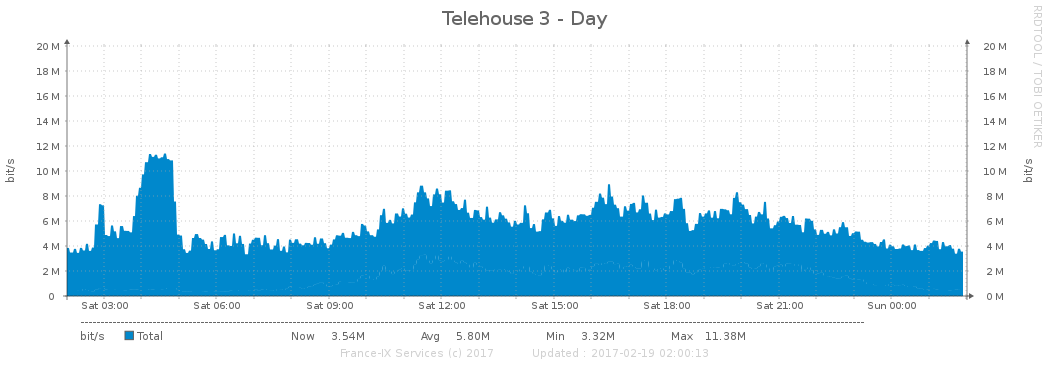 Telehouse 3 - Day
RRDTOOL / TOBI OETIKER
bit/s
20 M 20 M
18 M 18 M
16 M 16 M
14 M 14 M
12 M 12 M
10 M 10 M
8 M 8 M
6 M 6 M
4 M 4 M
2 M 2 M
0 0 M
bit/s
Sat 03:00 Sat 06:00 Sat 09:00 Sat 12:00 Sat 15:00 Sat 18:00 Sat 21:00 Sun 00:00
bit/s Total Now 3.54M Avg 5.80M Min 3.32M Max 11.38M
France-IX Services (c) 2017 Updated : 2017-02-19 02:00:13